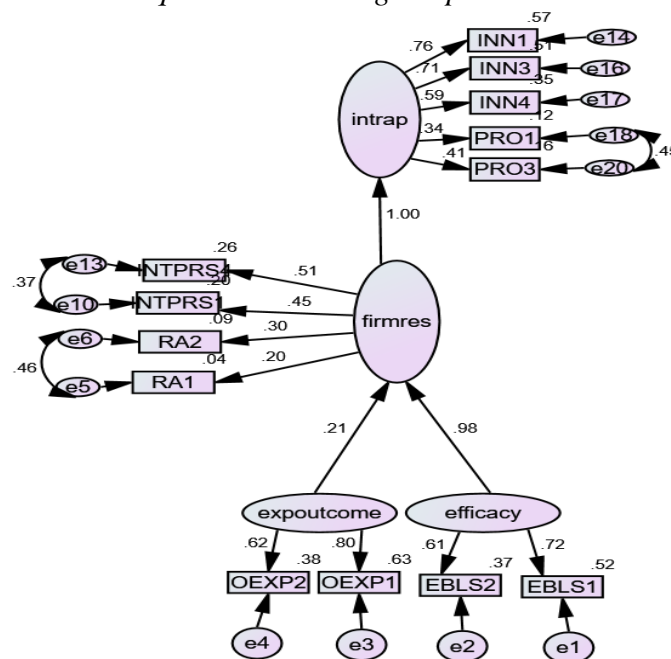 .57
.76 INN1 e14
.51
.71 INN3 e16
.35
.59 INN4 e17
.12
.34 PRO1 e18
.45
.41 PRO3 e20
intrap
1.00
.26
e13 INTPRS4 .51
.37
.20
e10 INTPRS1 .45
firmres
.09
e6 RA2 .30
.46
.04
e5 RA1 .20
.21 .98
expoutcome efficacy
.62 .80 .61 .72
OEXP2 .38 OEXP1 .63 EBLS2 .37 EBLS1 .52
e4 e3 e2 e1